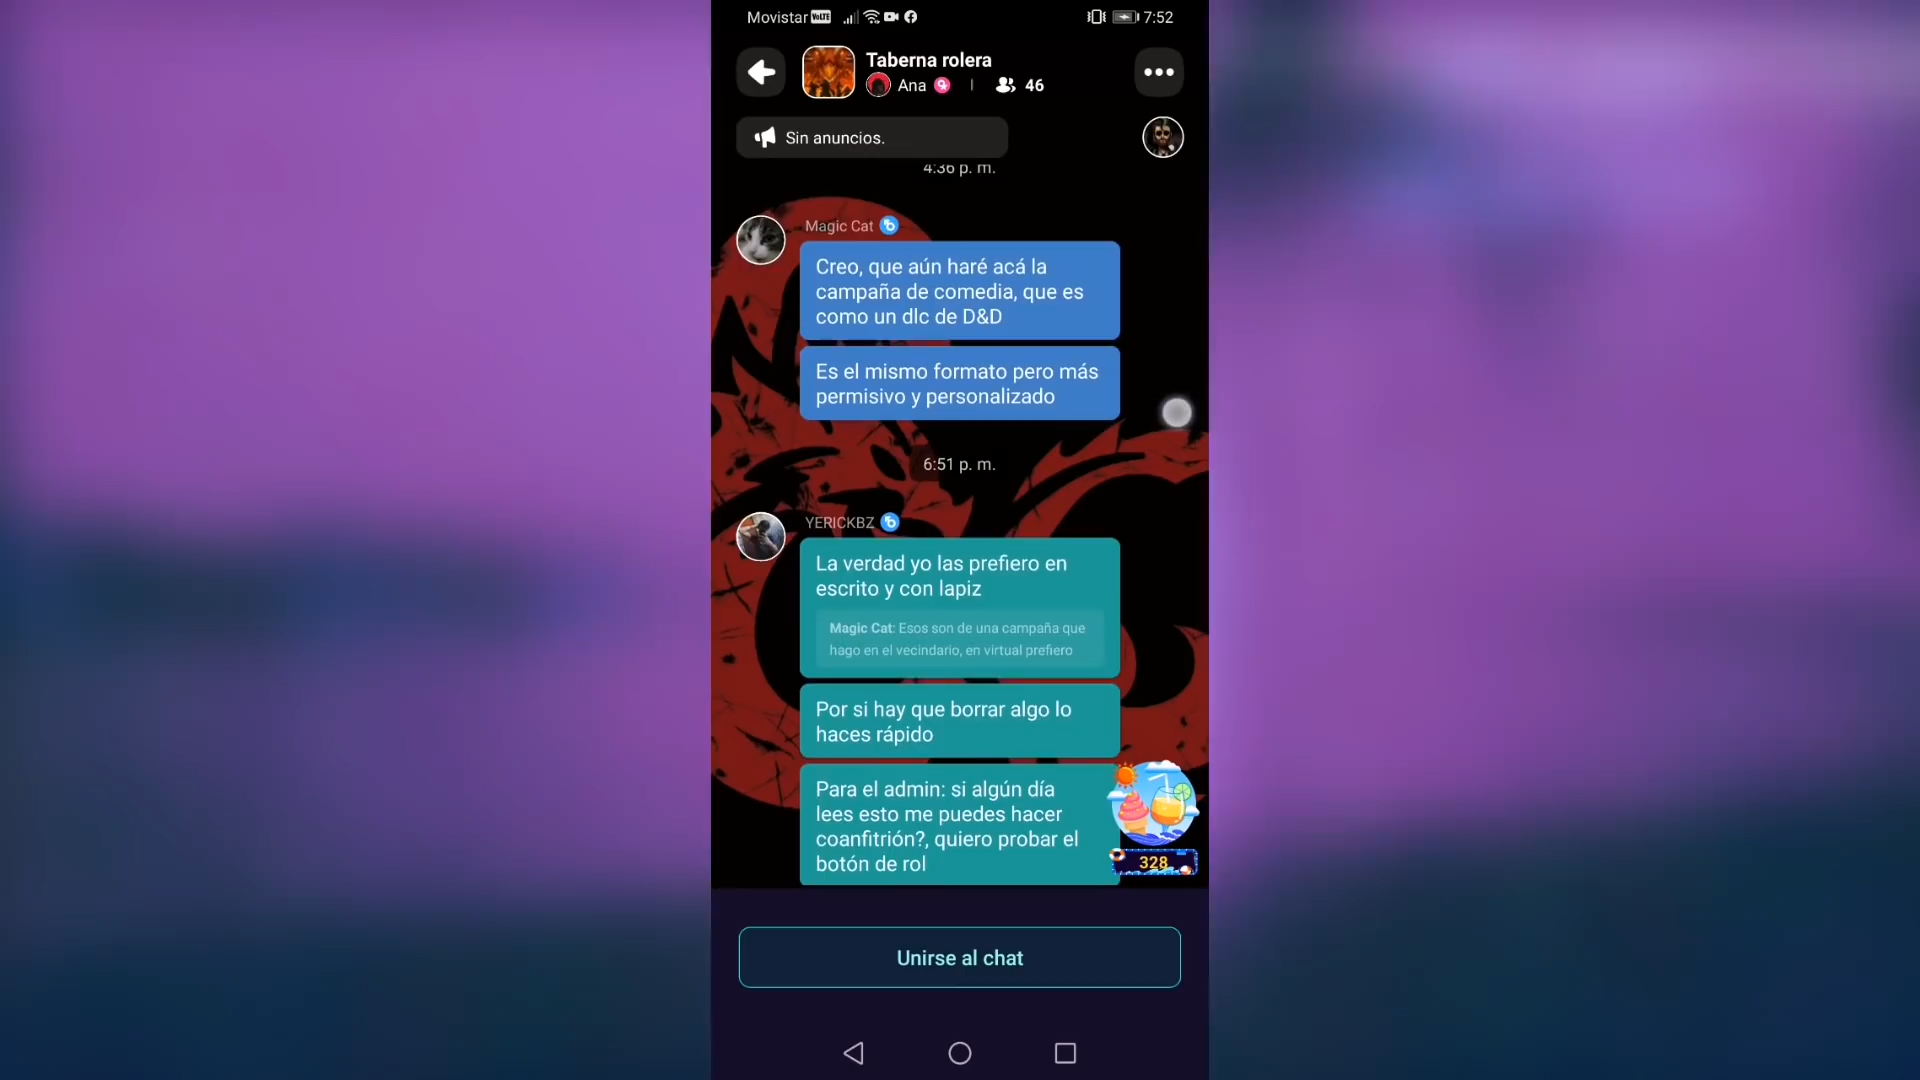 Movistar VoLTE 7:52
Taberna rolera
Ana 46
Sin anuncios.
4:36 p. m.
Magic Cat
Creo, que aún haré acá la
campaña de comedia, que es
como un dlc de D&D
Es el mismo formato pero más
permisivo y personalizado
6:51 p. m.
YERICKBZ
La verdad yo las prefiero en
escrito y con lapiz
Magic Cat: Esos son de una campaña que
hago en el vecindario, en virtual prefiero
Por si hay que borrar algo lo
haces rápido
Para el admin: si algún día
lees esto me puedes hacer
coanfitrión?, quiero probar el
botón de rol
328
Unirse al chat